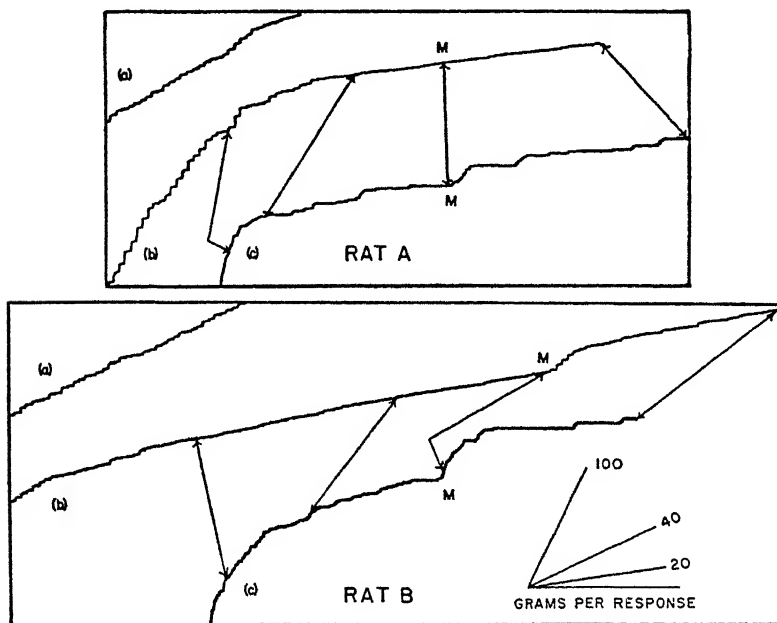 (a)
M
(b)
(c)
M
RAT A
(a)
M
(b)
M
(c)
RAT B
100
40
20
GRAMS PER RESPONSE